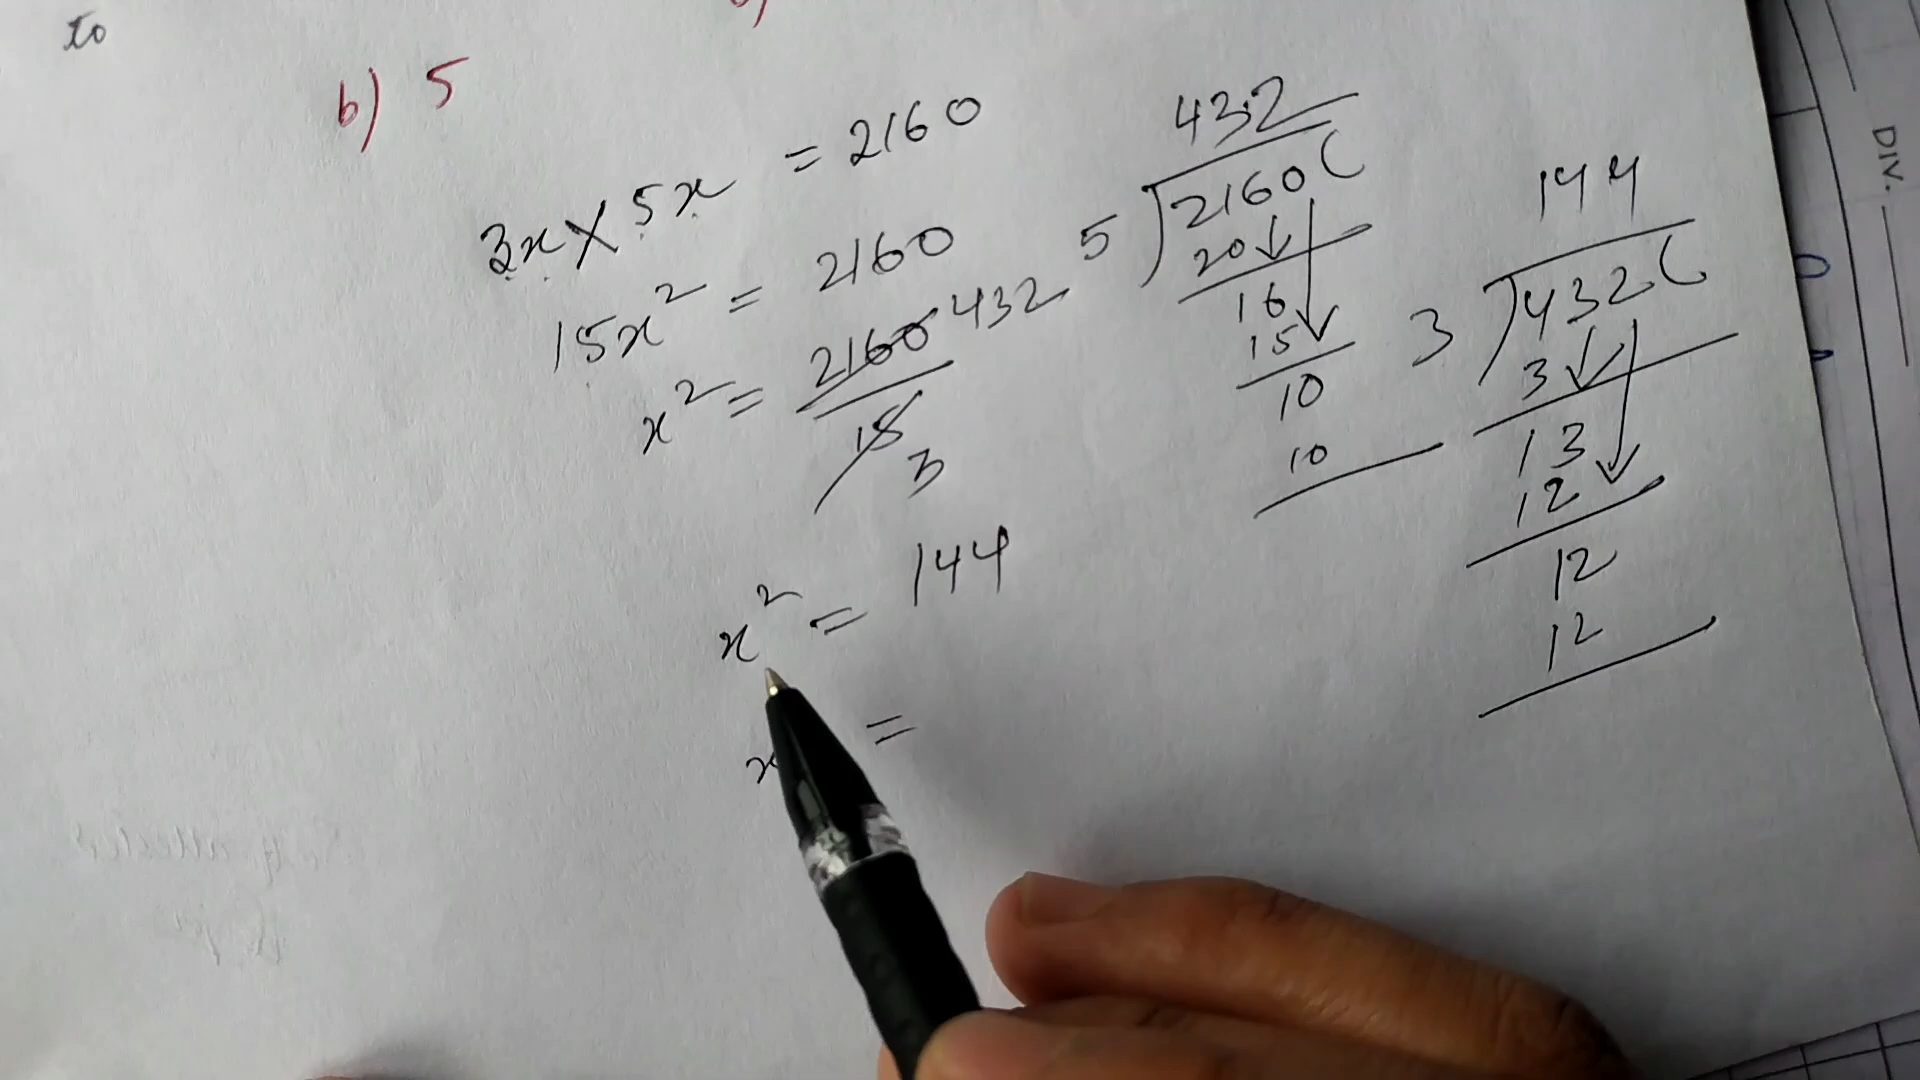 to
b) 5
3x × 5x = 2160
15x² = 2160
x² = 2160 432
15
3
x² = 144
x =
432
5)2160(
20
16
15
10
10
144
3)432(
3
13
12
12
12
DIV.